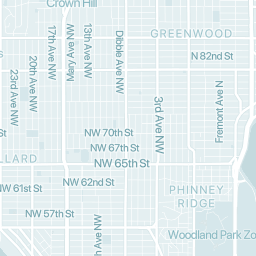 Crown Hill
GREENWOOD
N 82nd St
17th Ave NW
13th Ave NW
Dibble Ave NW
20th Ave NW
23rd Ave NW
3rd Ave NW
Fremont Ave N
NW 70th St
NW 67th St
NW 65th St
LLARD
NW 62nd St
NW 61st St
PHINNEY
RIDGE
NW 57th St
Woodland Park Zo
h Ave NW